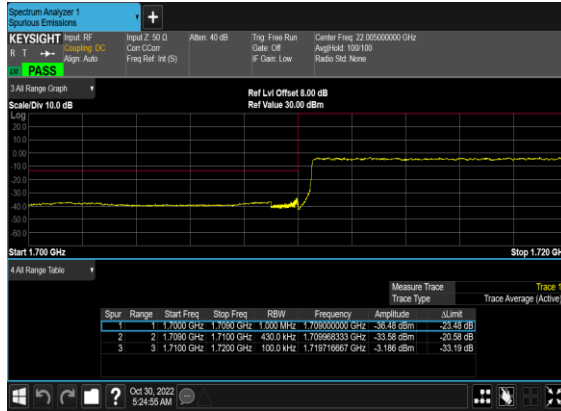 Spectrum Analyzer 1
Spurious Emissions
+
KEYSIGHT Input: RF Input Z: 50 Ω Atten: 40 dB Trig: Free Run Center Freq: 22.005000000 GHz
R T Coupling: DC Corr CCorr Gate: Off Avg|Hold: 100/100
Align: Auto Freq Ref: Int (S) IF Gain: Low Radio Std: None
PASS
3 All Range Graph Ref Lvl Offset 8.00 dB
Scale/Div 10.0 dB Ref Value 30.00 dBm
Log
20.0
10.0
0.00
-10.0
-20.0
-30.0
-40.0
-50.0
-60.0
Start 1.700 GHz Stop 1.720 GH
4 All Range Table
Measure Trace Trace 1
Trace Type Trace Average (Active)
Spur Range Start Freq Stop Freq RBW Frequency Amplitude ΔLimit
1 1 1.7000 GHz 1.7090 GHz 1.000 MHz 1.709000000 GHz -36.48 dBm -23.48 dB
2 2 1.7090 GHz 1.7100 GHz 430.0 kHz 1.709968333 GHz -33.58 dBm -20.58 dB
3 3 1.7100 GHz 1.7200 GHz 100.0 kHz 1.719716667 GHz -3.186 dBm -33.19 dB
? Oct 30, 2022
5:24:55 AM